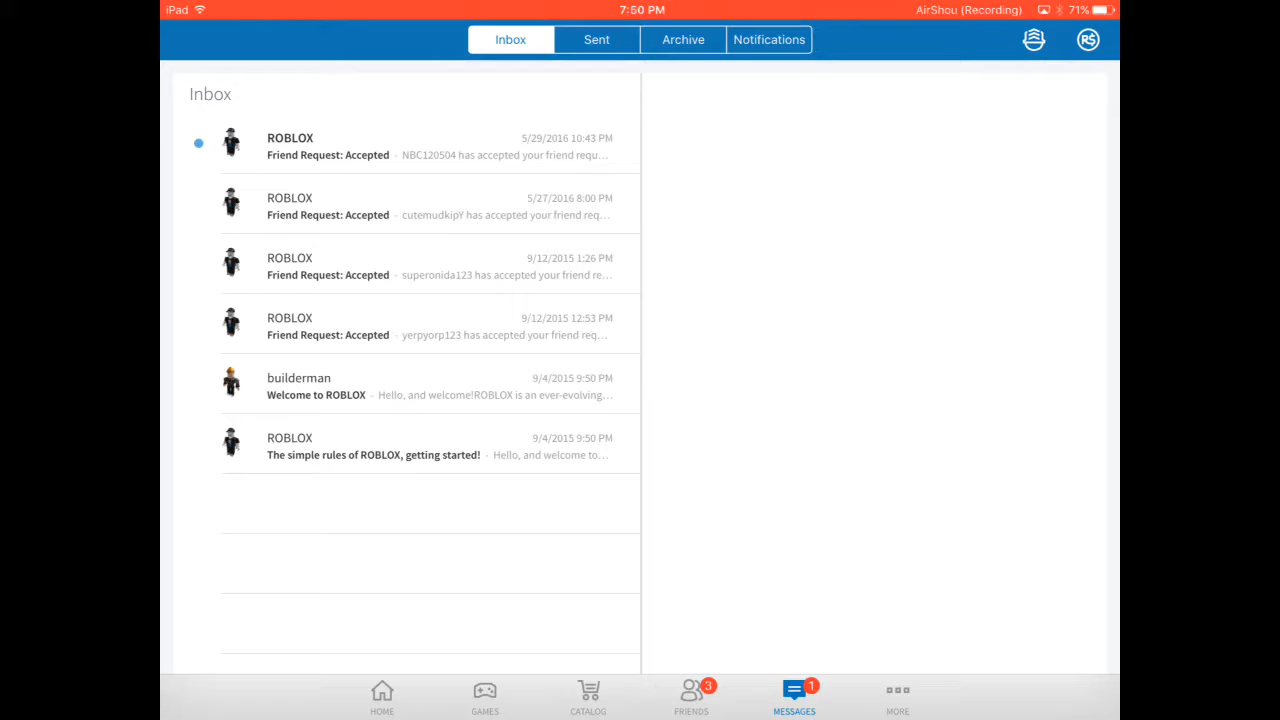 iPad 7:50 PM AirShou (Recording) 71%
Inbox Sent Archive Notifications R$
Inbox
ROBLOX 5/29/2016 10:43 PM
Friend Request: Accepted - NBC120504 has accepted your friend requ...
ROBLOX 5/27/2016 8:00 PM
Friend Request: Accepted - cutemudkipY has accepted your friend req...
ROBLOX 9/12/2015 1:26 PM
Friend Request: Accepted - superonida123 has accepted your friend re...
ROBLOX 9/12/2015 12:53 PM
Friend Request: Accepted - yerpyorp123 has accepted your friend req...
builderman 9/4/2015 9:50 PM
Welcome to ROBLOX - Hello, and welcome!ROBLOX is an ever-evolving...
ROBLOX 9/4/2015 9:50 PM
The simple rules of ROBLOX, getting started! - Hello, and welcome to...
3 1
HOME GAMES CATALOG FRIENDS MESSAGES MORE